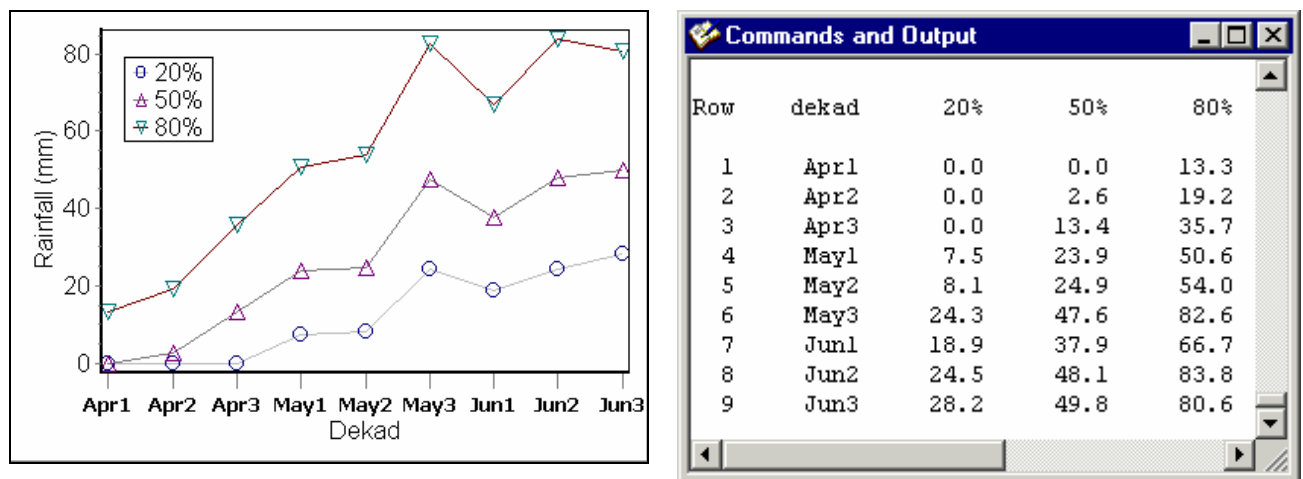 80
60
40
20
0
Rainfall (mm)
20%
50%
80%
Apr1 Apr2 Apr3 May1 May2 May3 Jun1 Jun2 Jun3
Dekad
Commands and Output
Row dekad 20% 50% 80%
1 Apr1 0.0 0.0 13.3
2 Apr2 0.0 2.6 19.2
3 Apr3 0.0 13.4 35.7
4 May1 7.5 23.9 50.6
5 May2 8.1 24.9 54.0
6 May3 24.3 47.6 82.6
7 Jun1 18.9 37.9 66.7
8 Jun2 24.5 48.1 83.8
9 Jun3 28.2 49.8 80.6